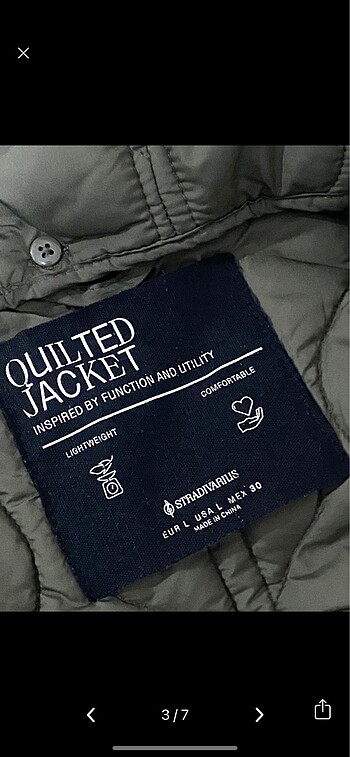 QUILTED
JACKET
INSPIRED BY FUNCTION AND UTILITY
LIGHTWEIGHT
COMFORTABLE
STRADIVARIUS
EUR L USA L MEX 30
MADE IN CHINA
3/7